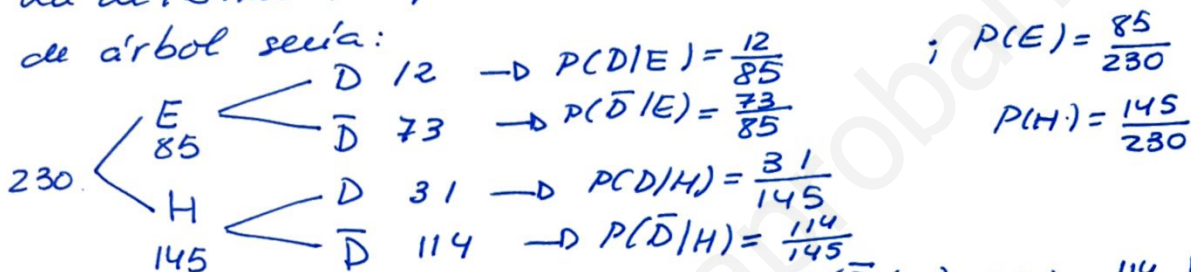 de árbol sería:
D 12 → P(D/E) = 12/85 ; P(E) = 85/230
E 85
D̄ 73 → P(D̄/E) = 73/85
P(H) = 145/230
230
D 31 → P(D/H) = 31/145
H 145
D̄ 114 → P(D̄/H) = 114/145
114